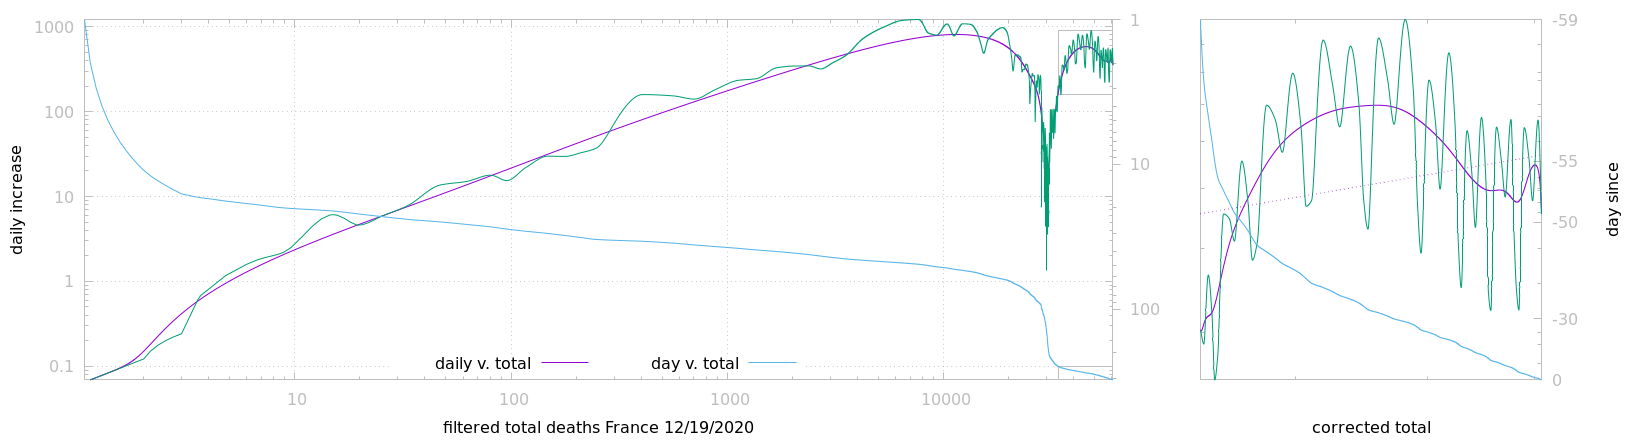 1000
100
10
1
0.1
daily increase
daily v. total
day v. total
10
100
1000
10000
filtered total deaths France 12/19/2020
1
10
100
-59
-55
-50
-30
0
day since
corrected total